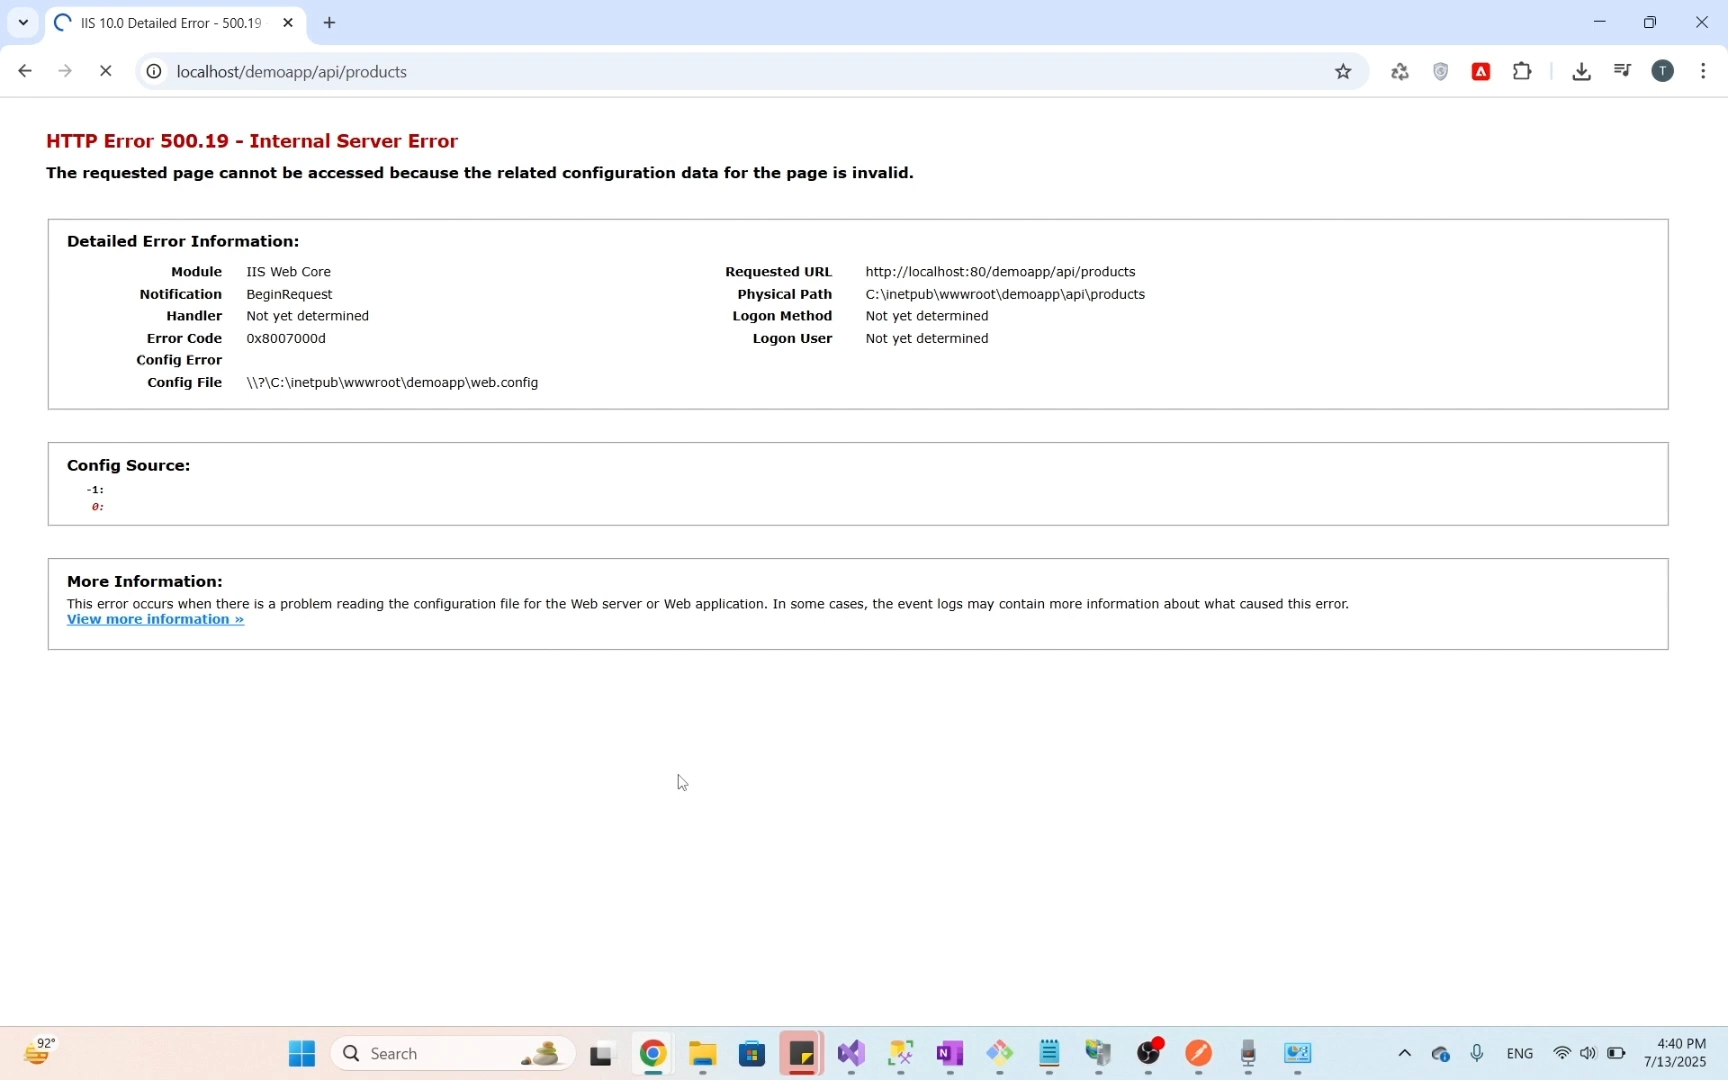 IIS 10.0 Detailed Error - 500.19
localhost/demoapp/api/products
T
HTTP Error 500.19 - Internal Server Error
The requested page cannot be accessed because the related configuration data for the page is invalid.
Detailed Error Information:
Module IIS Web Core
Notification BeginRequest
Handler Not yet determined
Error Code 0x8007000d
Config Error
Config File \\?\C:\inetpub\wwwroot\demoapp\web.config
Requested URL http://localhost:80/demoapp/api/products
Physical Path C:\inetpub\wwwroot\demoapp\api\products
Logon Method Not yet determined
Logon User Not yet determined
Config Source:
-1:
0:
More Information:
This error occurs when there is a problem reading the configuration file for the Web server or Web application. In some cases, the event logs may contain more information about what caused this error.
View more information »
92°
Search
N
ENG
4:40 PM
7/13/2025